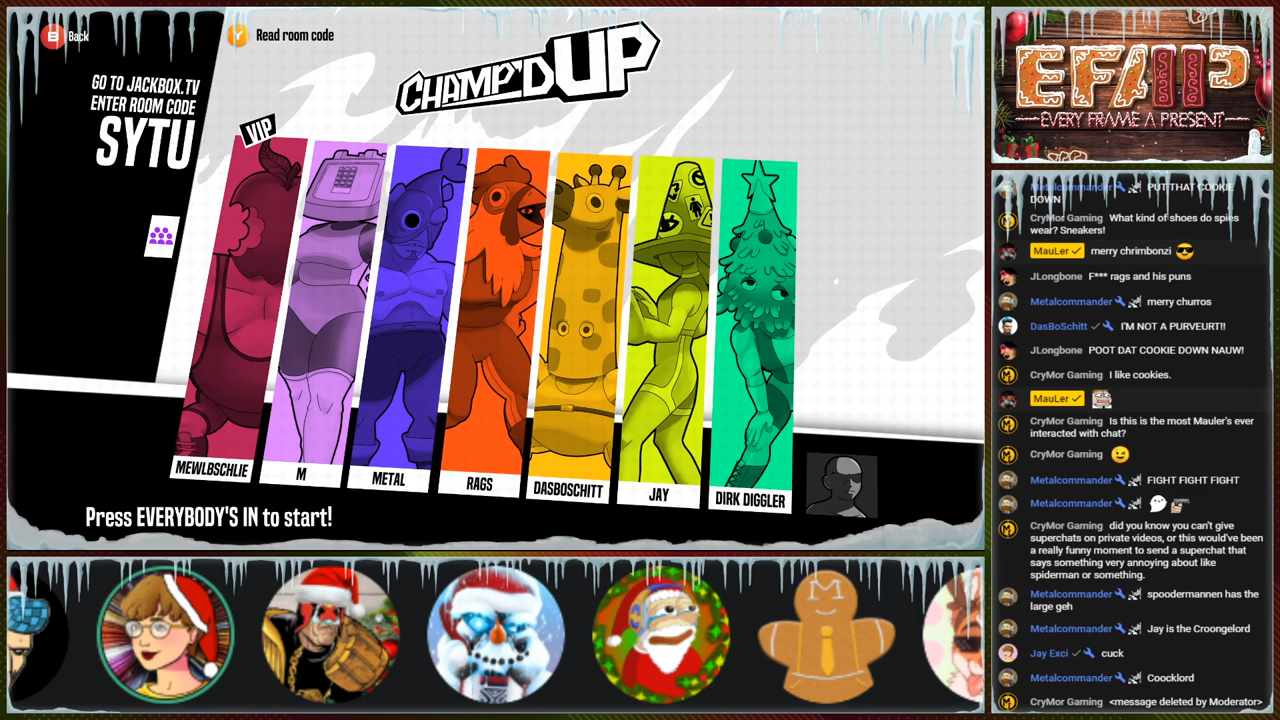 B Back
Y Read room code
GO TO JACKBOX.TV
ENTER ROOM CODE
SYTU
CHAMP'D UP
VIP
MEWLBSCHLIE
M
METAL
RAGS
DASBOSCHITT
JAY
DIRK DIGGLER
Press EVERYBODY'S IN to start!
M
EFAP
EVERY FRAME A PRESENT
Metalcommander PUT THAT COOKIE
DOWN
CryMor Gaming What kind of shoes do spies
wear? Sneakers!
MauLer merry chrimbonzi
JLongbone F*** rags and his puns
Metalcommander merry churros
DasBoSchitt I'M NOT A PURVEURT!!
JLongbone POOT DAT COOKIE DOWN NAUW!
CryMor Gaming I like cookies.
MauLer
CryMor Gaming Is this is the most Mauler's ever
interacted with chat?
CryMor Gaming
Metalcommander FIGHT FIGHT FIGHT
Metalcommander
CryMor Gaming did you know you can't give
superchats on private videos, or this would've been
a really funny moment to send a superchat that
says something very annoying about like
spiderman or something.
Metalcommander spoodermannen has the
large geh
Metalcommander Jay is the Croongelord
Jay Exci cuck
Metalcommander Coocklord
CryMor Gaming <message deleted by Moderator>